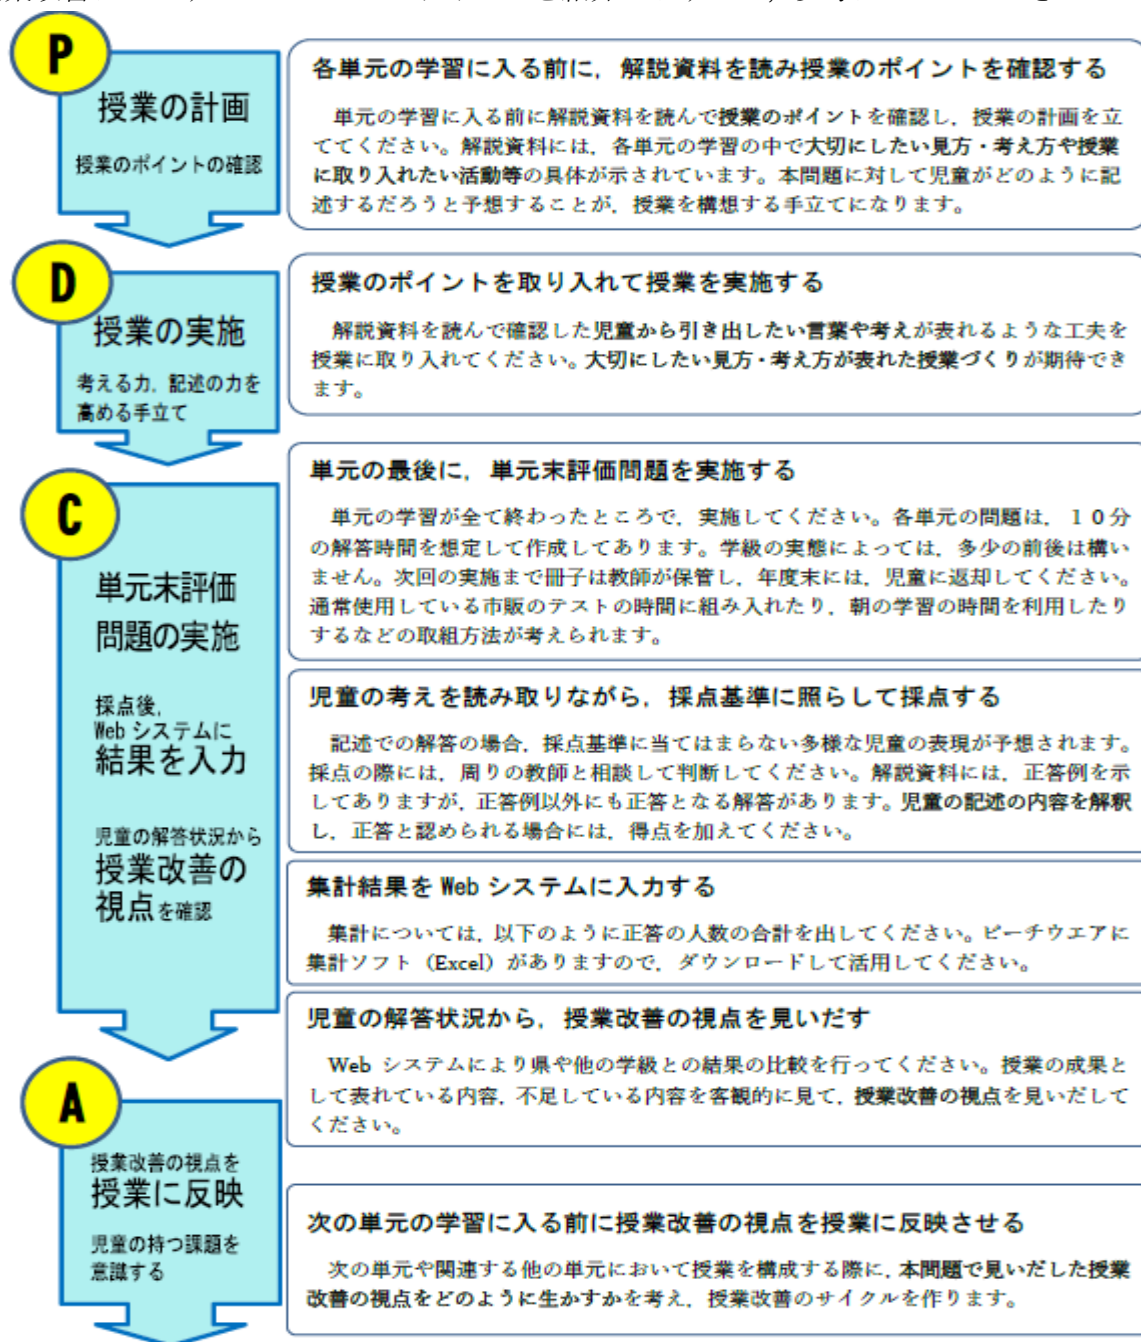 P
授業の計画
授業のポイントの確認
各単元の学習に入る前に，解説資料を読み授業のポイントを確認する
単元の学習に入る前に解説資料を読んで授業のポイントを確認し，授業の計画を立
ててください。解説資料には，各単元の学習の中で大切にしたい見方・考え方や授業
に取り入れたい活動等の具体が示されています。本問題に対して児童がどのように記
述するだろうと予想することが，授業を構想する手立てになります。
D
授業の実施
考える力，記述の力を
高める手立て
授業のポイントを取り入れて授業を実施する
解説資料を読んで確認した児童から引き出したい言葉や考えが表れるような工夫を
授業に取り入れてください。大切にしたい見方・考え方が表れた授業づくりが期待でき
ます。
C
単元末評価
問題の実施
採点後，
Web システムに
結果を入力
児童の解答状況から
授業改善の
視点を確認
単元の最後に，単元末評価問題を実施する
単元の学習が全て終わったところで，実施してください。各単元の問題は，１０分
の解答時間を想定して作成してあります。学級の実態によっては，多少の前後は構い
ません。次回の実施まで冊子は教師が保管し，年度末には，児童に返却してください。
通常使用している市販のテストの時間に組み入れたり，朝の学習の時間を利用したり
するなどの取組方法が考えられます。
児童の考えを読み取りながら，採点基準に照らして採点する
記述での解答の場合，採点基準に当てはまらない多様な児童の表現が予想されます。
採点の際には，周りの教師と相談して判断してください。解説資料には，正答例を示
してありますが，正答例以外にも正答となる解答があります。児童の記述の内容を解釈
し，正答と認められる場合には，得点を加えてください。
集計結果を Web システムに入力する
集計については，以下のように正答の人数の合計を出してください。ピーチウエアに
集計ソフト（Excel）がありますので，ダウンロードして活用してください。
児童の解答状況から，授業改善の視点を見いだす
Web システムにより県や他の学級との結果の比較を行ってください。授業の成果と
して表れている内容，不足している内容を客観的に見て，授業改善の視点を見いだして
ください。
A
授業改善の視点を
授業に反映
児童の持つ課題を
意識する
次の単元の学習に入る前に授業改善の視点を授業に反映させる
次の単元や関連する他の単元において授業を構成する際に，本問題で見いだした授業
改善の視点をどのように生かすかを考え，授業改善のサイクルを作ります。